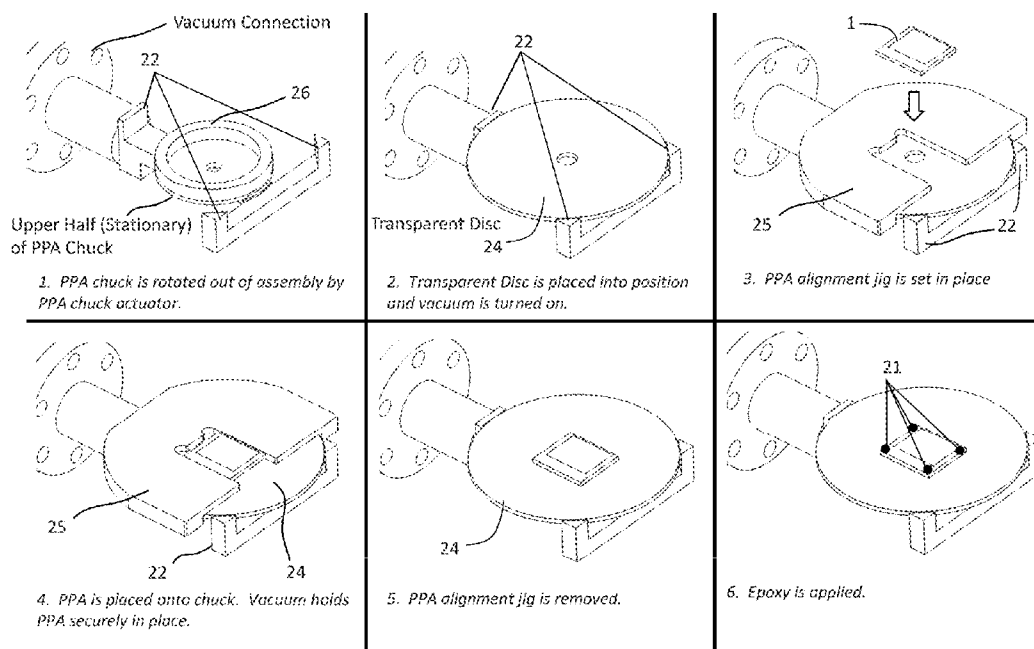 Vacuum Connection
22
26
Upper Half (Stationary)
of PPA Chuck
1. PPA chuck is rotated out of assembly by
PPA chuck actuator.
22
Transparent Disc
24
2. Transparent Disc is placed into position
and vacuum is turned on.
1
25
22
3. PPA alignment jig is set in place
25
22
24
4. PPA is placed onto chuck. Vacuum holds
PPA securely in place.
24
5. PPA alignment jig is removed.
21
6. Epoxy is applied.